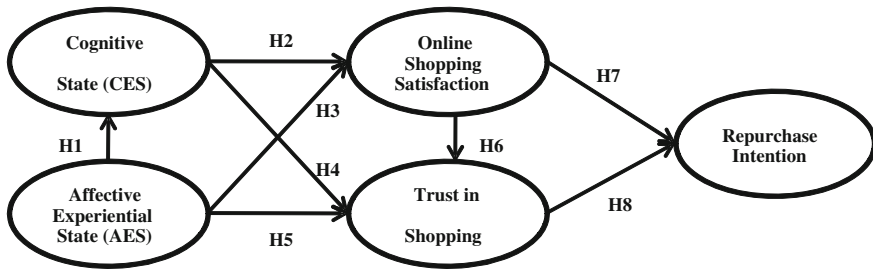 Cognitive
State (CES)
H2
Online
Shopping
Satisfaction
H7
H3
H1
H4
H6
Repurchase
Intention
Affective
Experiential
State (AES)
H5
Trust in
Shopping
H8